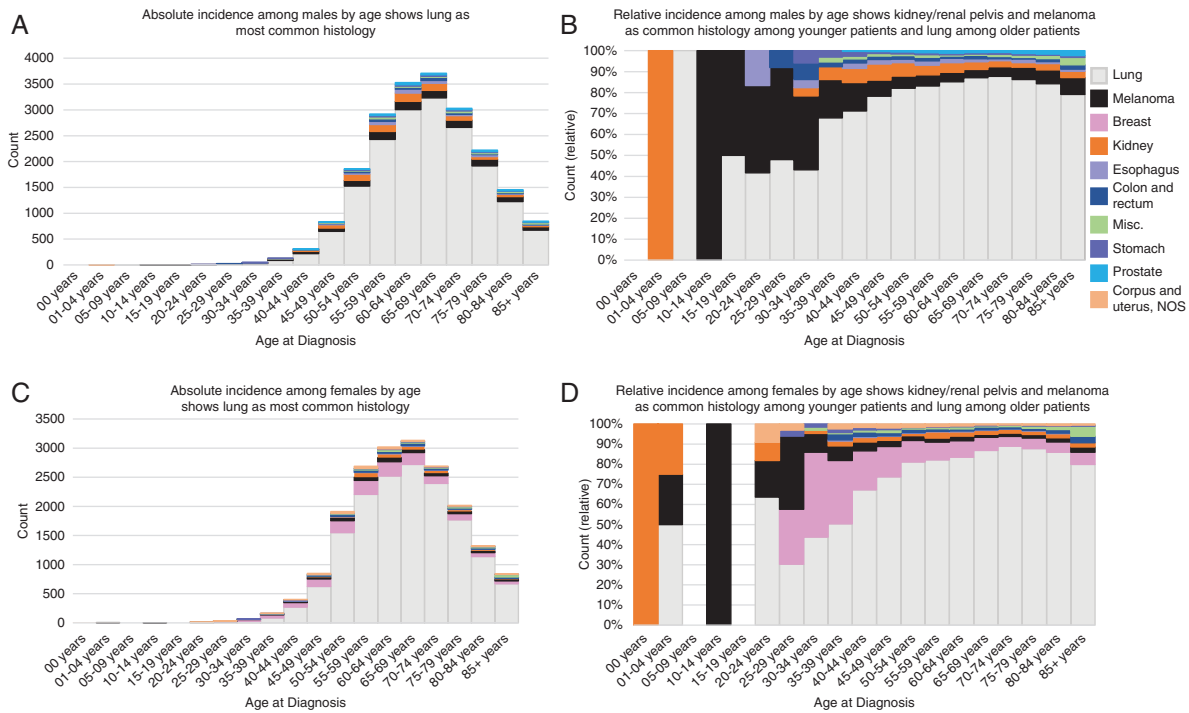 A
Absolute incidence among males by age shows lung as
most common histology
4000
3500
3000
2500
2000
1500
1000
500
0
Count
00 years
01-04 years
05-09 years
10-14 years
15-19 years
20-24 years
25-29 years
30-34 years
35-39 years
40-44 years
45-49 years
50-54 years
55-59 years
60-64 years
65-69 years
70-74 years
75-79 years
80-84 years
85+ years
Age at Diagnosis
B
Relative incidence among males by age shows kidney/renal pelvis and melanoma
as common histology among younger patients and lung among older patients
100%
90%
80%
70%
60%
50%
40%
30%
20%
10%
0%
Count (relative)
00 years
01-04 years
05-09 years
10-14 years
15-19 years
20-24 years
25-29 years
30-34 years
35-39 years
40-44 years
45-49 years
50-54 years
55-59 years
60-64 years
65-69 years
70-74 years
75-79 years
80-84 years
85+ years
Age at Diagnosis
Lung
Melanoma
Breast
Kidney
Esophagus
Colon and
rectum
Misc.
Stomach
Prostate
Corpus and
uterus, NOS
C
Absolute incidence among females by age
shows lung as most common histology
3500
3000
2500
2000
1500
1000
500
0
Count
00 years
01-04 years
05-09 years
10-14 years
15-19 years
20-24 years
25-29 years
30-34 years
35-39 years
40-44 years
45-49 years
50-54 years
55-59 years
60-64 years
65-69 years
70-74 years
75-79 years
80-84 years
85+ years
Age at Diagnosis
D
Relative incidence among females by age shows kidney/renal pelvis and melanoma
as common histology among younger patients and lung among older patients
100%
90%
80%
70%
60%
50%
40%
30%
20%
10%
0%
Count (relative)
00 years
01-04 years
05-09 years
10-14 years
15-19 years
20-24 years
25-29 years
30-34 years
35-39 years
40-44 years
45-49 years
50-54 years
55-59 years
60-64 years
65-69 years
70-74 years
75-79 years
80-84 years
85+ years
Age at Diagnosis